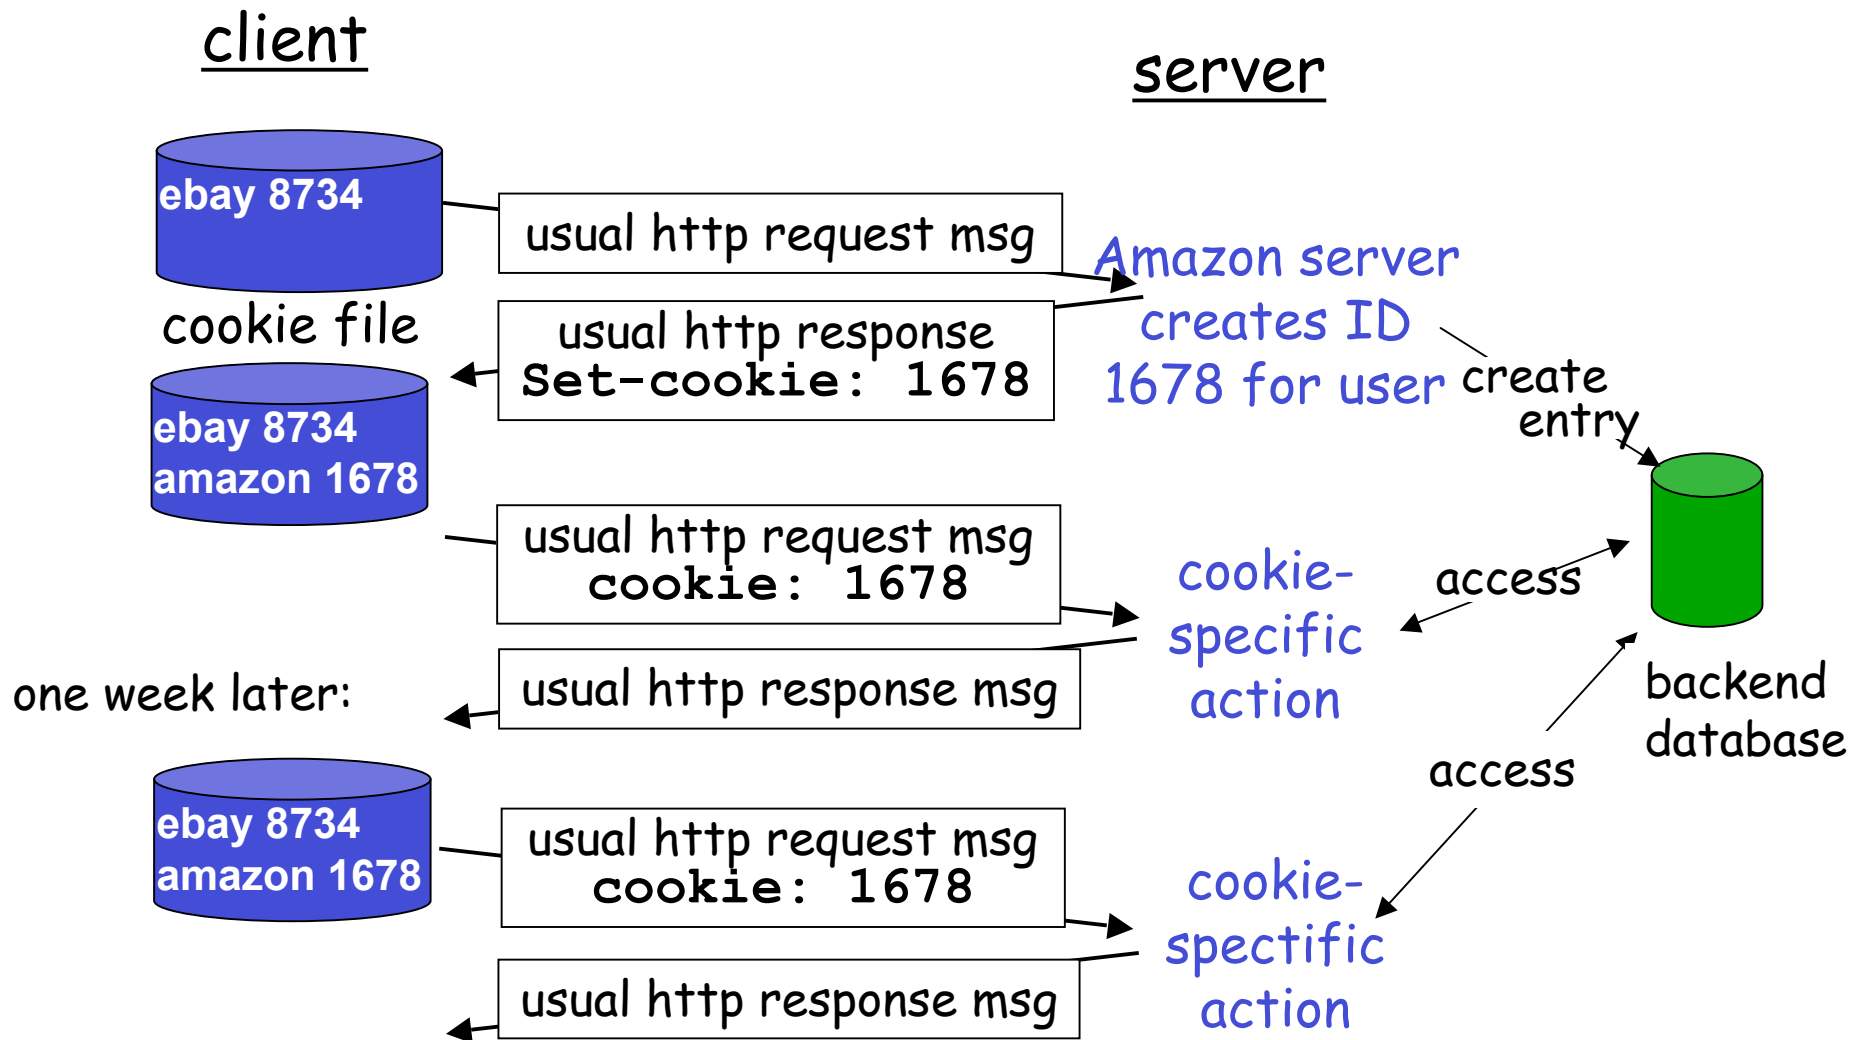 client
server
ebay 8734
usual http request msg
Amazon server
creates ID
1678 for user
cookie file
usual http response
Set-cookie: 1678
create
entry
ebay 8734
amazon 1678
usual http request msg
cookie: 1678
cookie-
specific
action
access
usual http response msg
one week later:
backend
database
access
ebay 8734
amazon 1678
usual http request msg
cookie: 1678
cookie-
spectific
action
usual http response msg